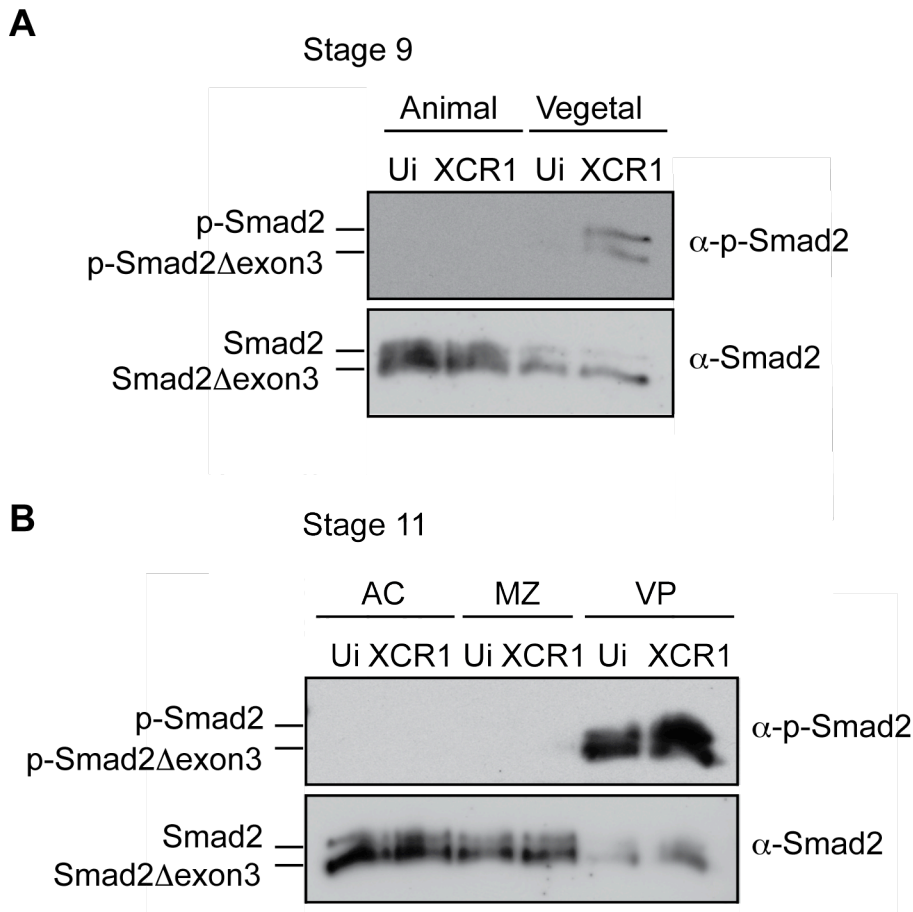 A
Stage 9
Animal Vegetal
Ui XCR1 Ui XCR1
p-Smad2
p-Smad2Δexon3
α-p-Smad2
Smad2
Smad2Δexon3
α-Smad2
B
Stage 11
AC MZ VP
Ui XCR1 Ui XCR1 Ui XCR1
p-Smad2
p-Smad2Δexon3
α-p-Smad2
Smad2
Smad2Δexon3
α-Smad2